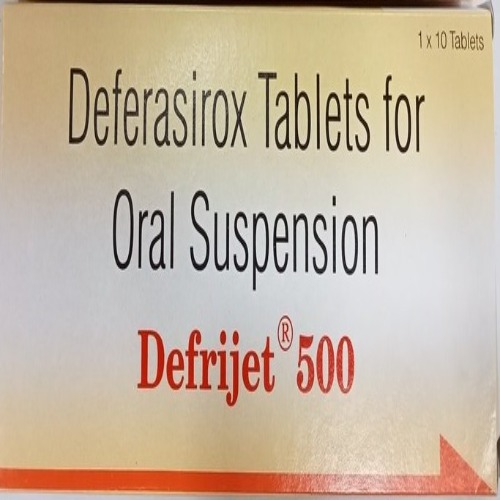 1 x 10 Tablets
Deferasirox Tablets for
Oral Suspension
Defrijet® 500